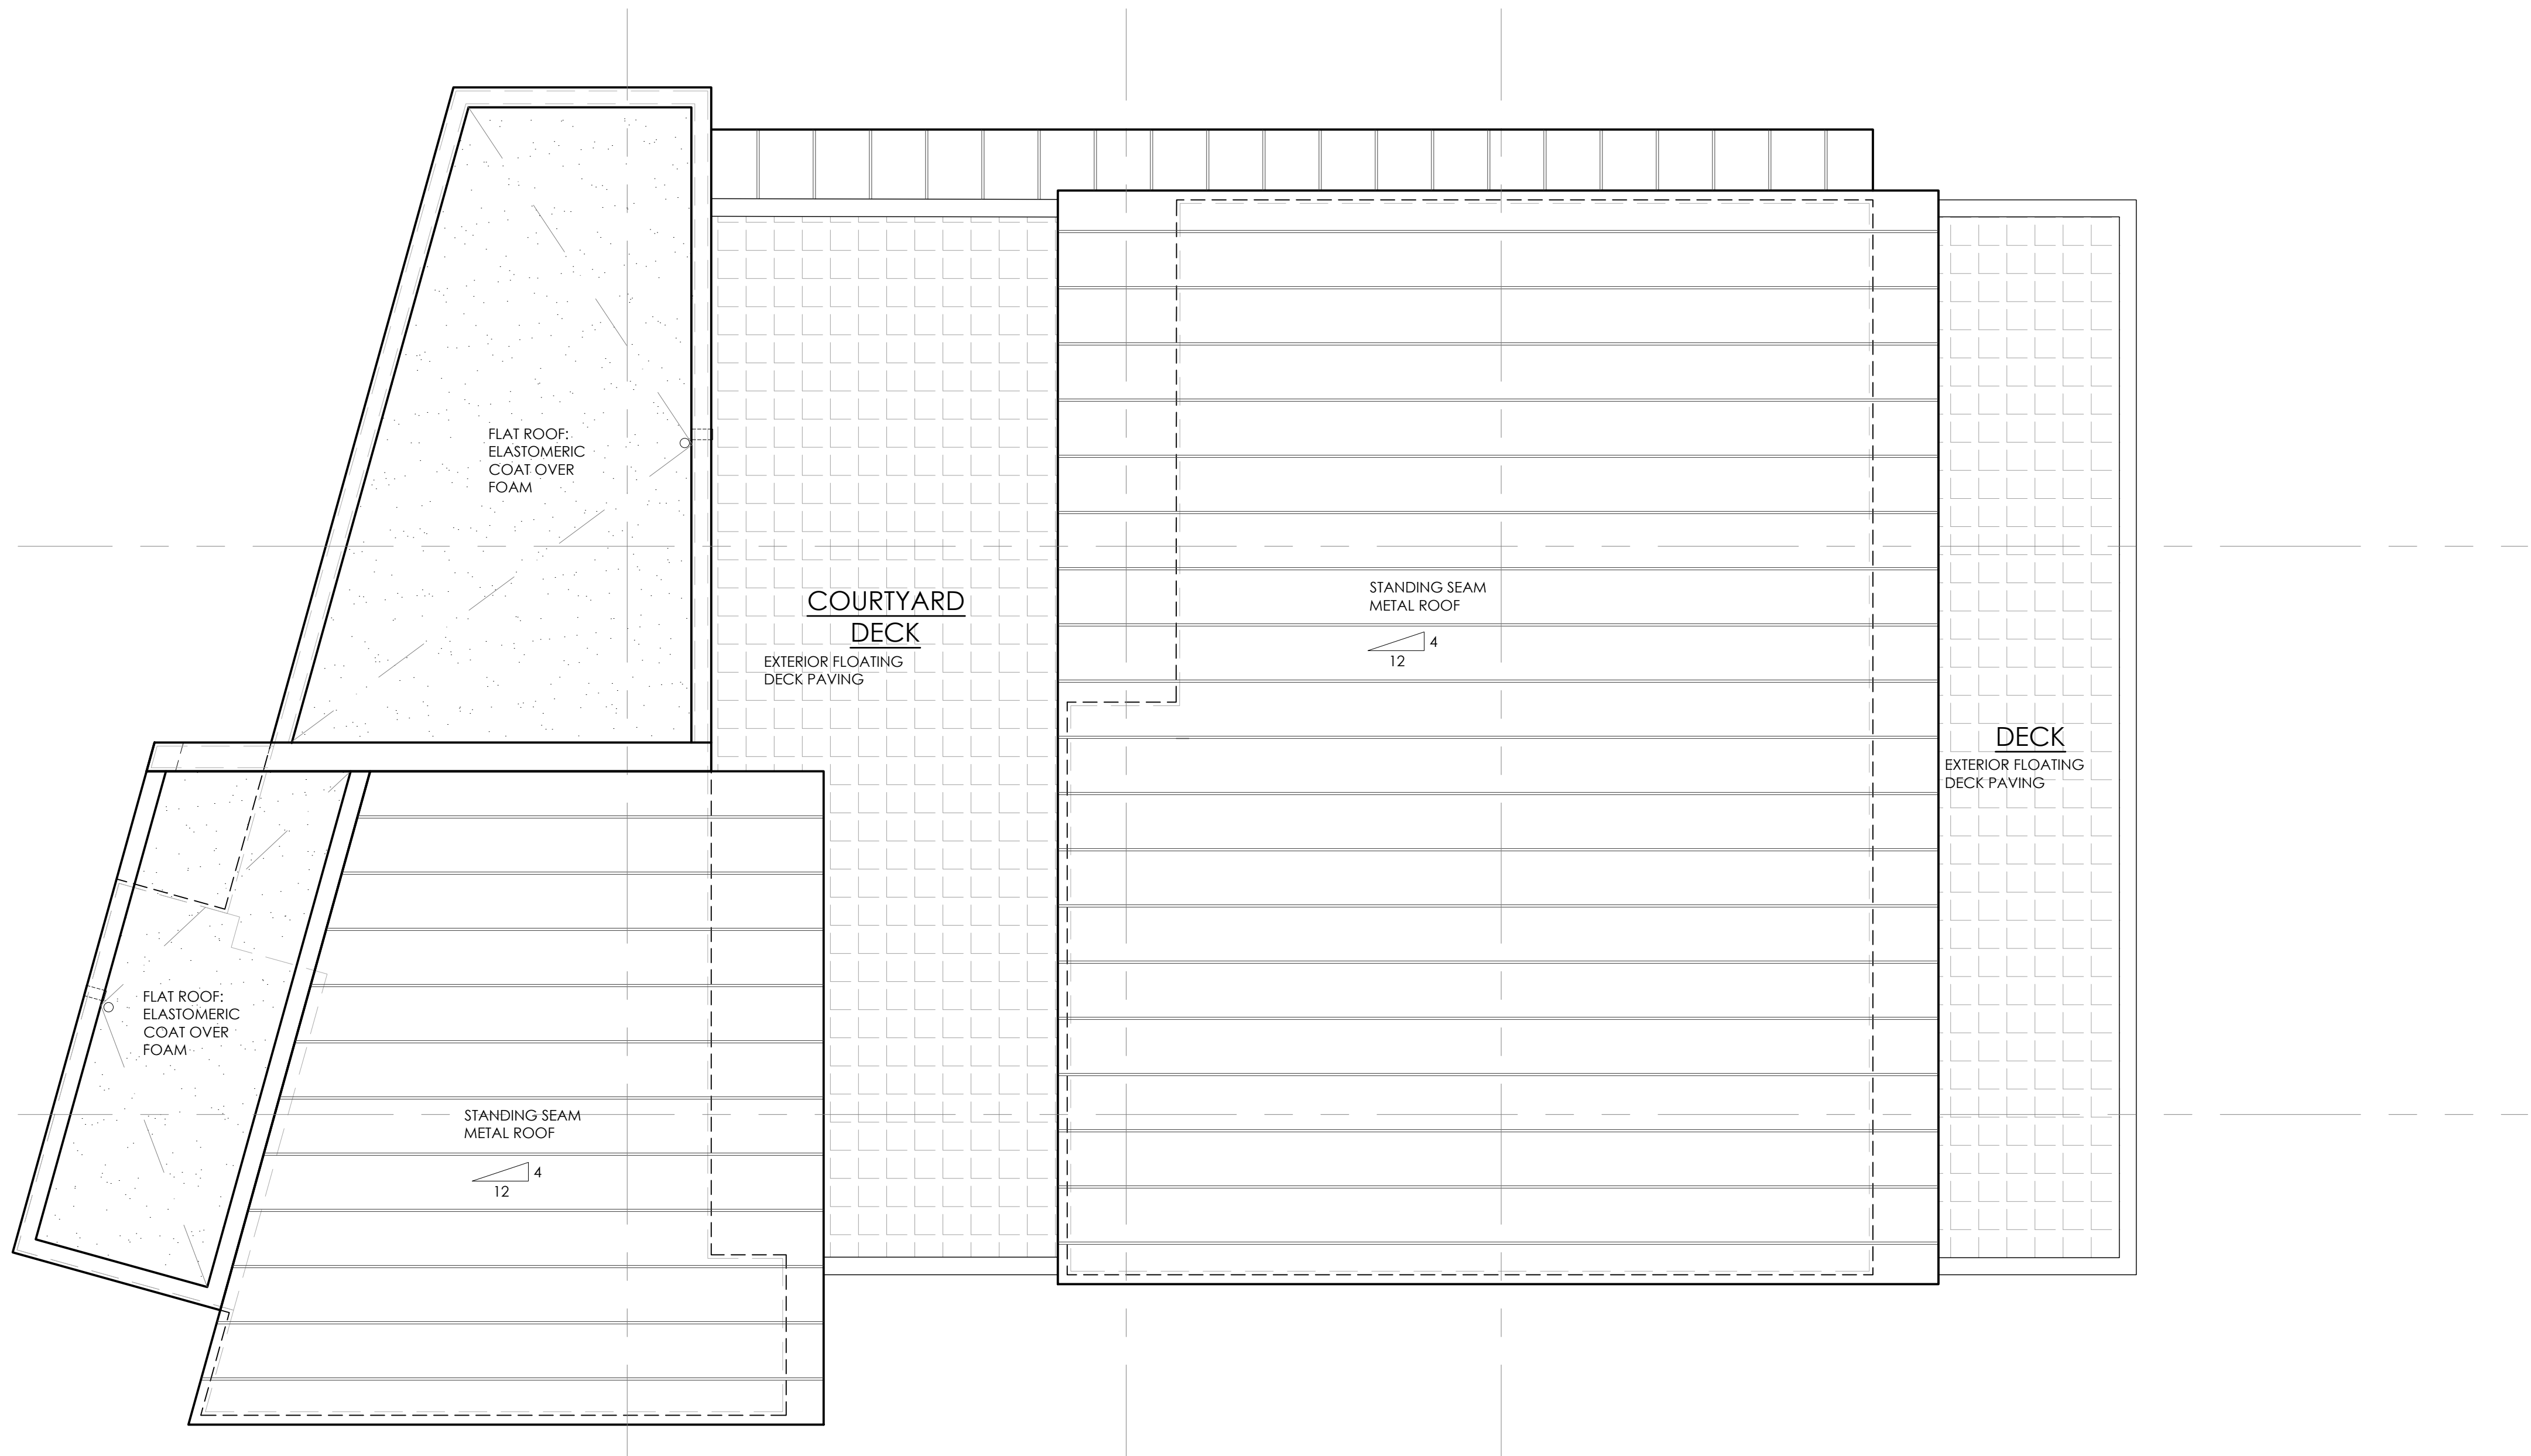 FLAT ROOF:
ELASTOMERIC
COAT OVER
FOAM
COURTYARD
DECK
EXTERIOR FLOATING
DECK PAVING
STANDING SEAM
METAL ROOF
4
12
DECK
EXTERIOR FLOATING
DECK PAVING
FLAT ROOF:
ELASTOMERIC
COAT OVER
FOAM
STANDING SEAM
METAL ROOF
4
12